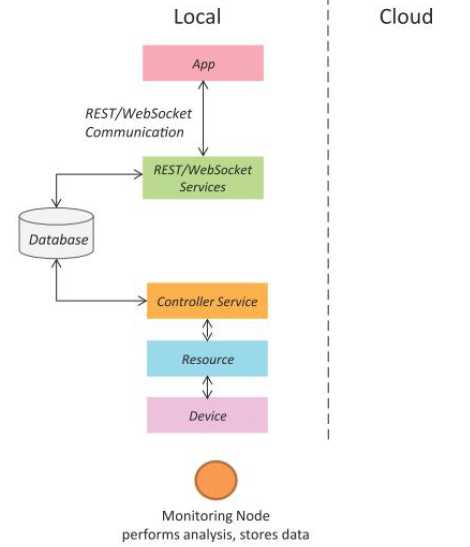 Local
Cloud
App
REST/WebSocket
Communication
REST/WebSocket
Services
Database
Controller Service
Resource
Device
Monitoring Node
performs analysis, stores data